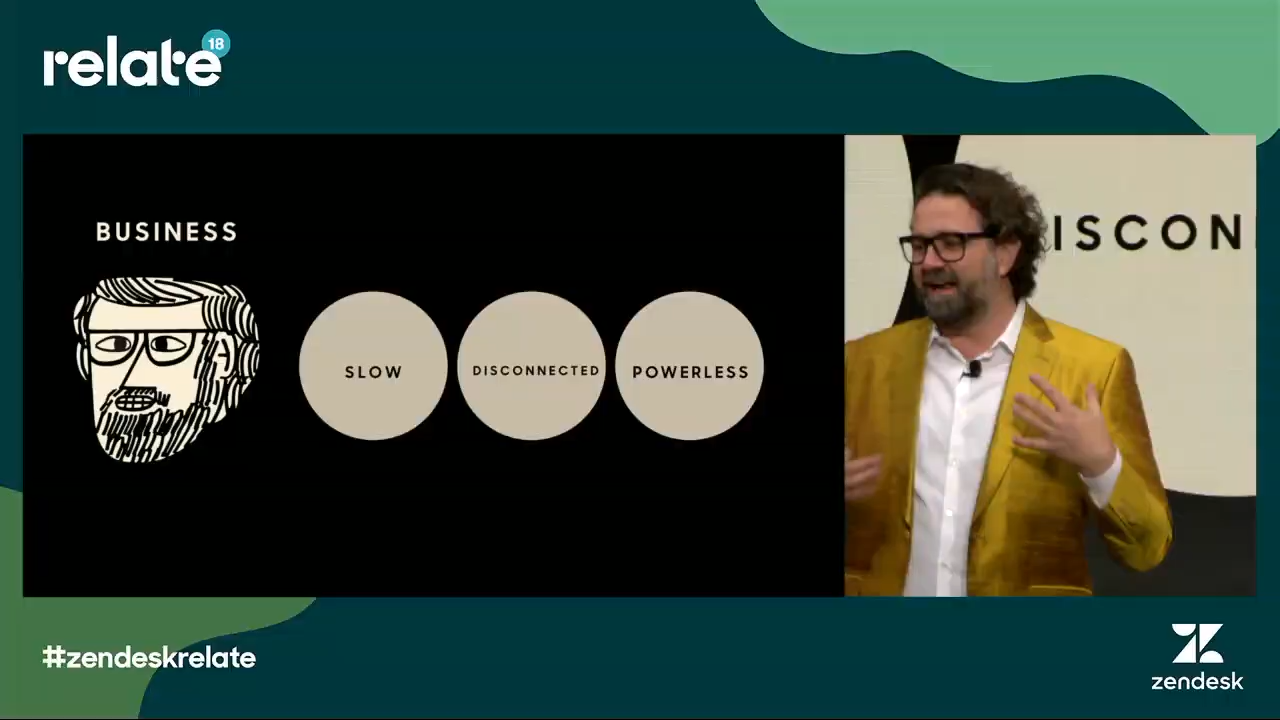 relate 18
BUSINESS
SLOW
DISCONNECTED
POWERLESS
ISCON
#zendeskrelate
zendesk